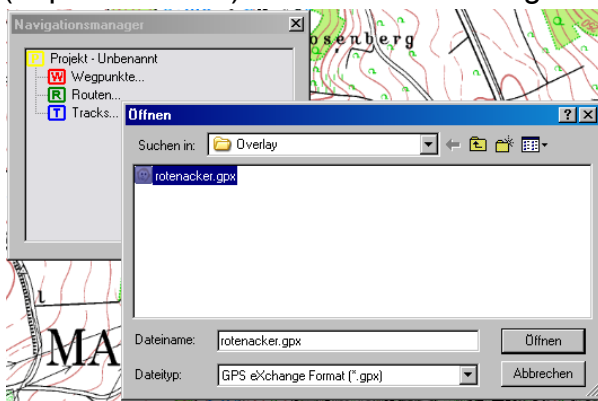 Navigationsmanager
osenberg
Projekt - Unbenannt
W Wegpunkte...
R Routen...
T Tracks...
Öffnen
Suchen in: Overlay
rotenacker.gpx
MA
Dateiname: rotenacker.gpx Öffnen
Dateityp: GPS eXchange Format (*.gpx) Abbrechen